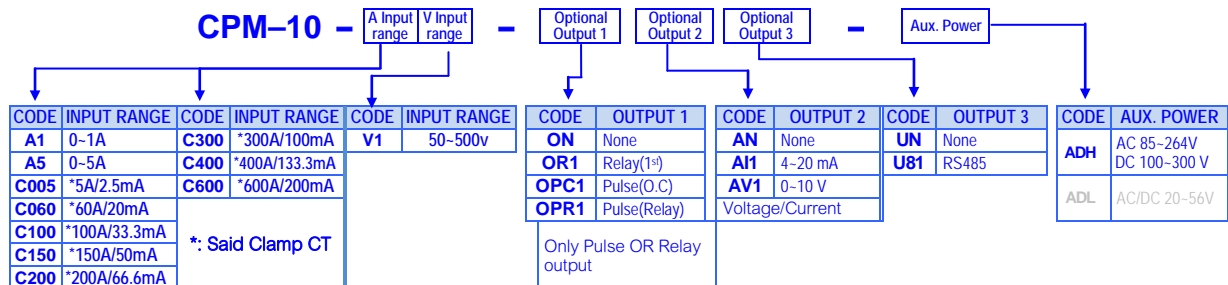 CPM–10 – A Input range V Input range – Optional Output 1 Optional Output 2 Optional Output 3 – Aux. Power
CODE INPUT RANGE CODE INPUT RANGE CODE INPUT RANGE CODE OUTPUT 1 CODE OUTPUT 2 CODE OUTPUT 3 CODE AUX. POWER
A1 0~1A C300 *300A/100mA V1 50~500v ON None AN None UN None ADH AC 85~264V
DC 100~300 V
A5 0~5A C400 *400A/133.3mA OR1 Relay(1st) AI1 4~20 mA U81 RS485
C005 *5A/2.5mA C600 *600A/200mA OPC1 Pulse(O.C) AV1 0~10 V ADL AC/DC 20~56V
C060 *60A/20mA OPR1 Pulse(Relay) Voltage/Current
C100 *100A/33.3mA *: Said Clamp CT Only Pulse OR Relay
output
C150 *150A/50mA
C200 *200A/66.6mA